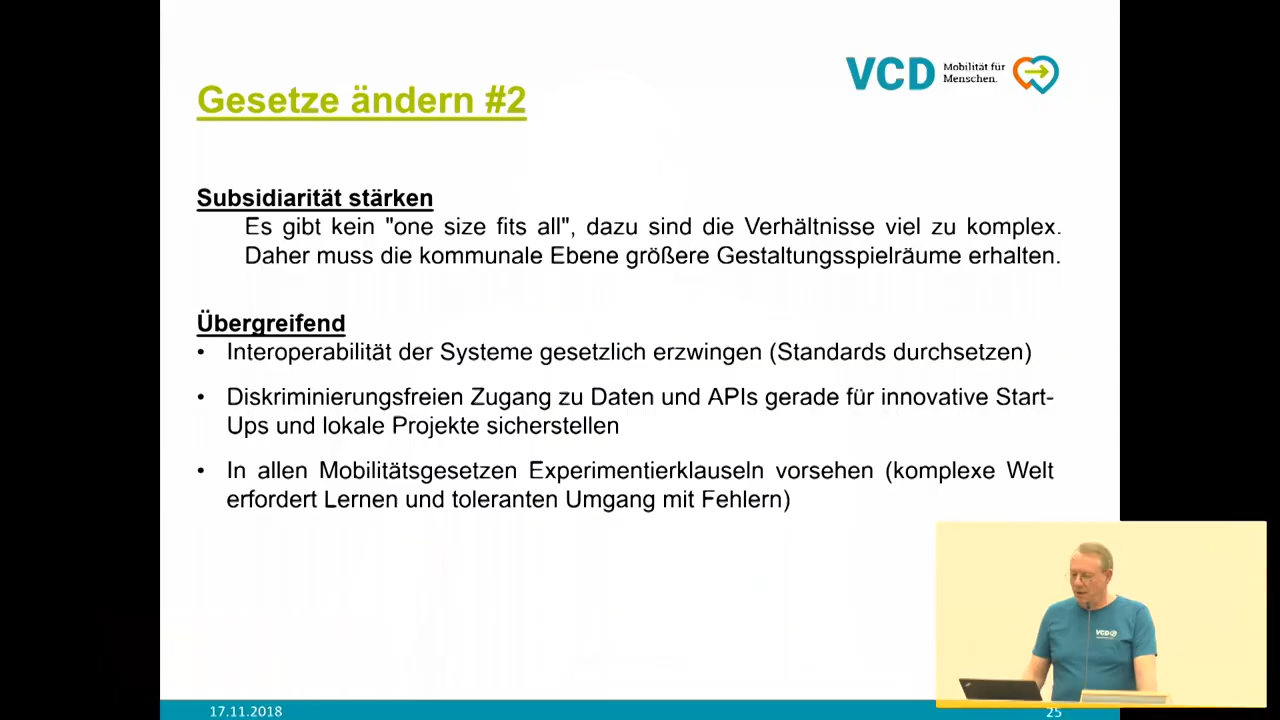 VCD Mobilität für
Menschen.
Gesetze ändern #2
Subsidiarität stärken
Es gibt kein "one size fits all", dazu sind die Verhältnisse viel zu komplex.
Daher muss die kommunale Ebene größere Gestaltungsspielräume erhalten.
Übergreifend
• Interoperabilität der Systeme gesetzlich erzwingen (Standards durchsetzen)
• Diskriminierungsfreien Zugang zu Daten und APIs gerade für innovative Start-
Ups und lokale Projekte sicherstellen
• In allen Mobilitätsgesetzen Experimentierklauseln vorsehen (komplexe Welt
erfordert Lernen und toleranten Umgang mit Fehlern)
VCD
17.11.2018
25